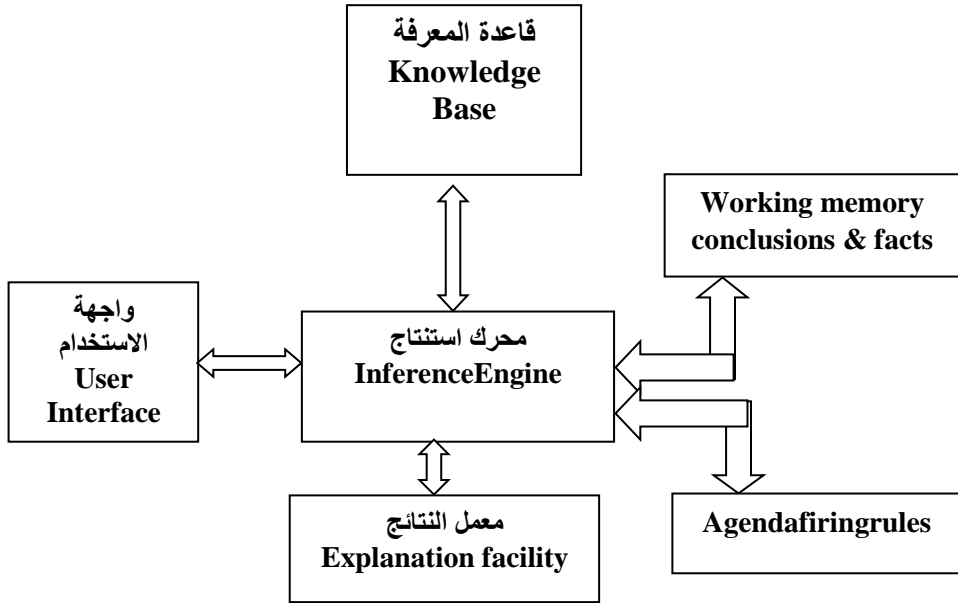 قاعدة المعرفة
Knowledge
Base
Working memory
conclusions & facts
واجهة
الاستخدام
User
Interface
محرك استنتاج
InferenceEngine
معمل النتائج
Explanation facility
Agendafiringrules